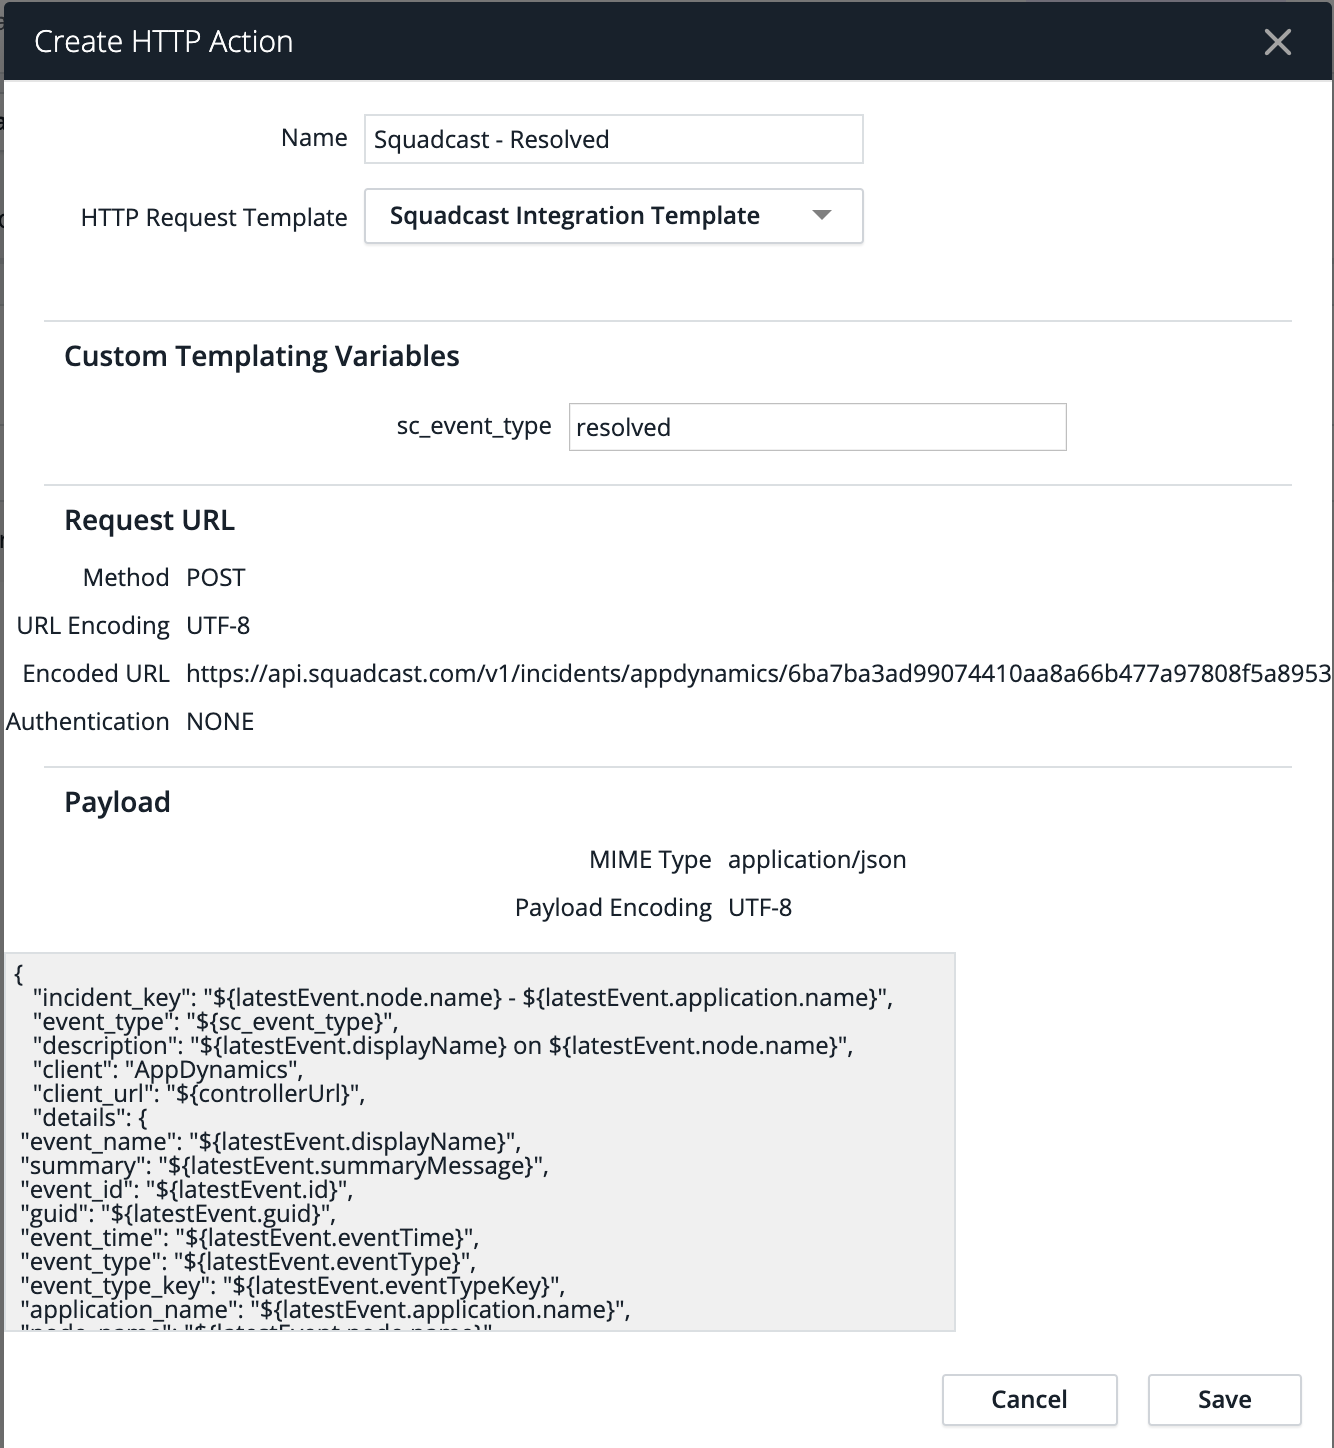 Create HTTP Action
Name Squadcast - Resolved
HTTP Request Template Squadcast Integration Template
Custom Templating Variables
sc_event_type resolved
Request URL
Method POST
URL Encoding UTF-8
Encoded URL https://api.squadcast.com/v1/incidents/appdynamics/6ba7ba3ad99074410aa8a66b477a97808f5a8953
Authentication NONE
Payload
MIME Type application/json
Payload Encoding UTF-8
{
"incident_key": "${latestEvent.node.name} - ${latestEvent.application.name}",
"event_type": "${sc_event_type}",
"description": "${latestEvent.displayName} on ${latestEvent.node.name}",
"client": "AppDynamics",
"client_url": "${controllerUrl}",
"details": {
"event_name": "${latestEvent.displayName}",
"summary": "${latestEvent.summaryMessage}",
"event_id": "${latestEvent.id}",
"guid": "${latestEvent.guid}",
"event_time": "${latestEvent.eventTime}",
"event_type": "${latestEvent.eventType}",
"event_type_key": "${latestEvent.eventTypeKey}",
"application_name": "${latestEvent.application.name}",
"node_name": "${latestEvent.node.name}"
Cancel Save